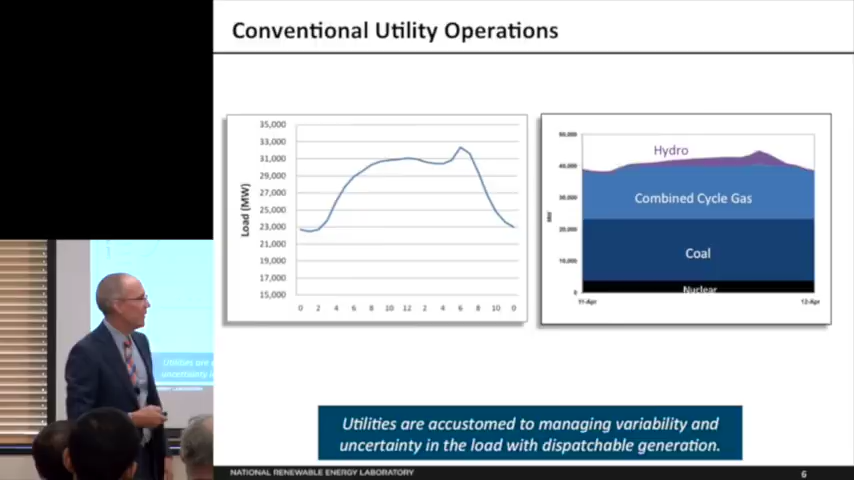 Conventional Utility Operations
35,000
33,000
31,000
29,000
27,000
25,000
23,000
21,000
19,000
17,000
15,000
Load (MW)
0 2 4 6 8 10 12 2 4 6 8 10 0
50,000
40,000
30,000
20,000
10,000
0
MW
Hydro
Combined Cycle Gas
Coal
Nuclear
11-Apr
12-Apr
Utilities are
uncertainty i
Utilities are accustomed to managing variability and
uncertainty in the load with dispatchable generation.
NATIONAL RENEWABLE ENERGY LABORATORY
6